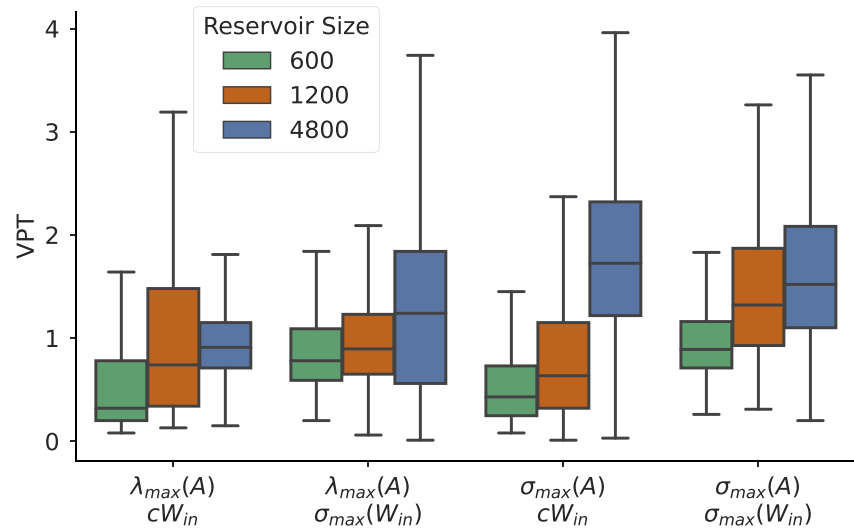 Reservoir Size
600
1200
4800
VPT
4
3
2
1
0
λmax(A)
cWin
λmax(A)
σmax(Win)
σmax(A)
cWin
σmax(A)
σmax(Win)